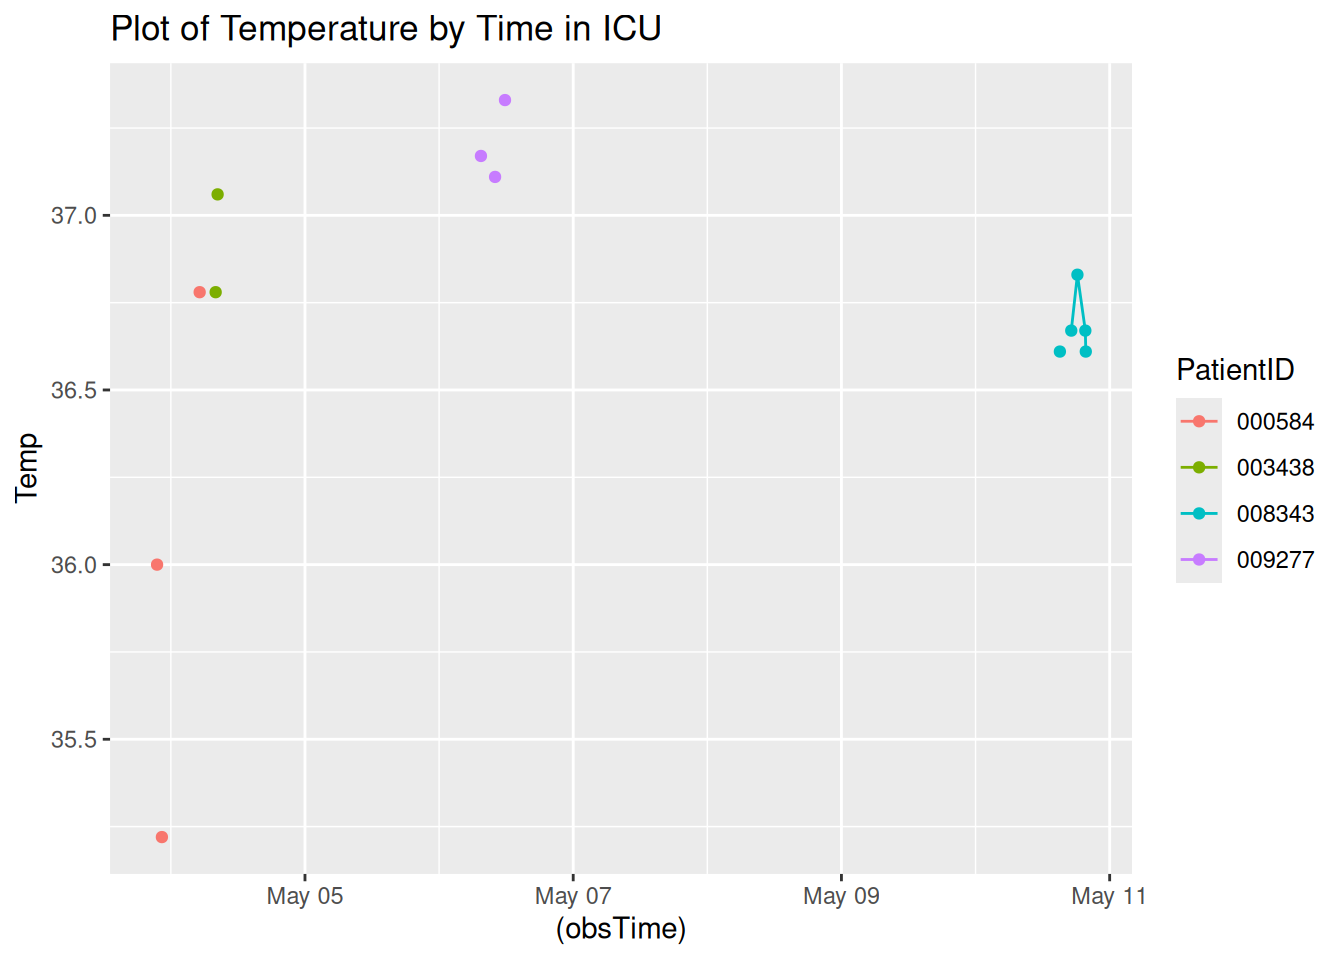 Plot of Temperature by Time in ICU
37.0
36.5
36.0
35.5
Temp
May 05
May 07
May 09
May 11
(obsTime)
PatientID
000584
003438
008343
009277